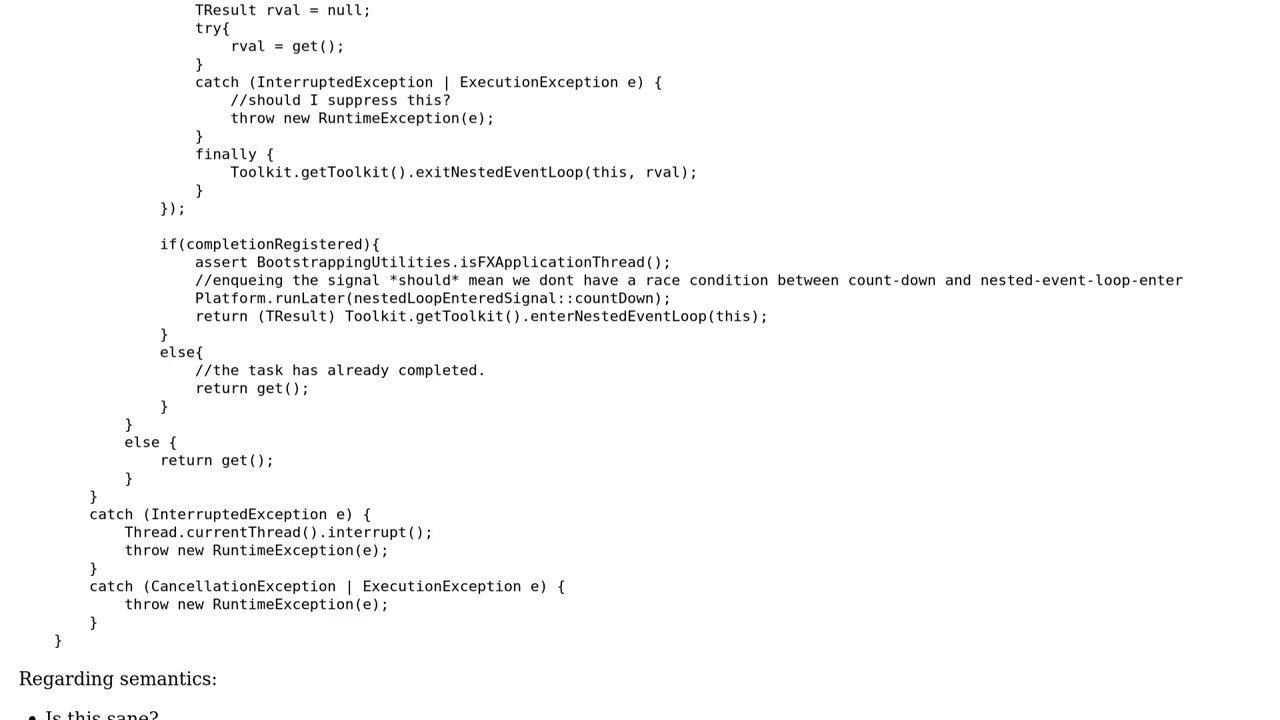 TResult rval = null;
try{
rval = get();
}
catch (InterruptedException | ExecutionException e) {
//should I suppress this?
throw new RuntimeException(e);
}
finally {
Toolkit.getToolkit().exitNestedEventLoop(this, rval);
}
});
if(completionRegistered){
assert BootstrappingUtilities.isFXApplicationThread();
//enqueing the signal *should* mean we dont have a race condition between count-down and nested-event-loop-enter
Platform.runLater(nestedLoopEnteredSignal::countDown);
return (TResult) Toolkit.getToolkit().enterNestedEventLoop(this);
}
else{
//the task has already completed.
return get();
}
}
else {
return get();
}
}
catch (InterruptedException e) {
Thread.currentThread().interrupt();
throw new RuntimeException(e);
}
catch (CancellationException | ExecutionException e) {
throw new RuntimeException(e);
}
}
Regarding semantics:
• Is this sane?